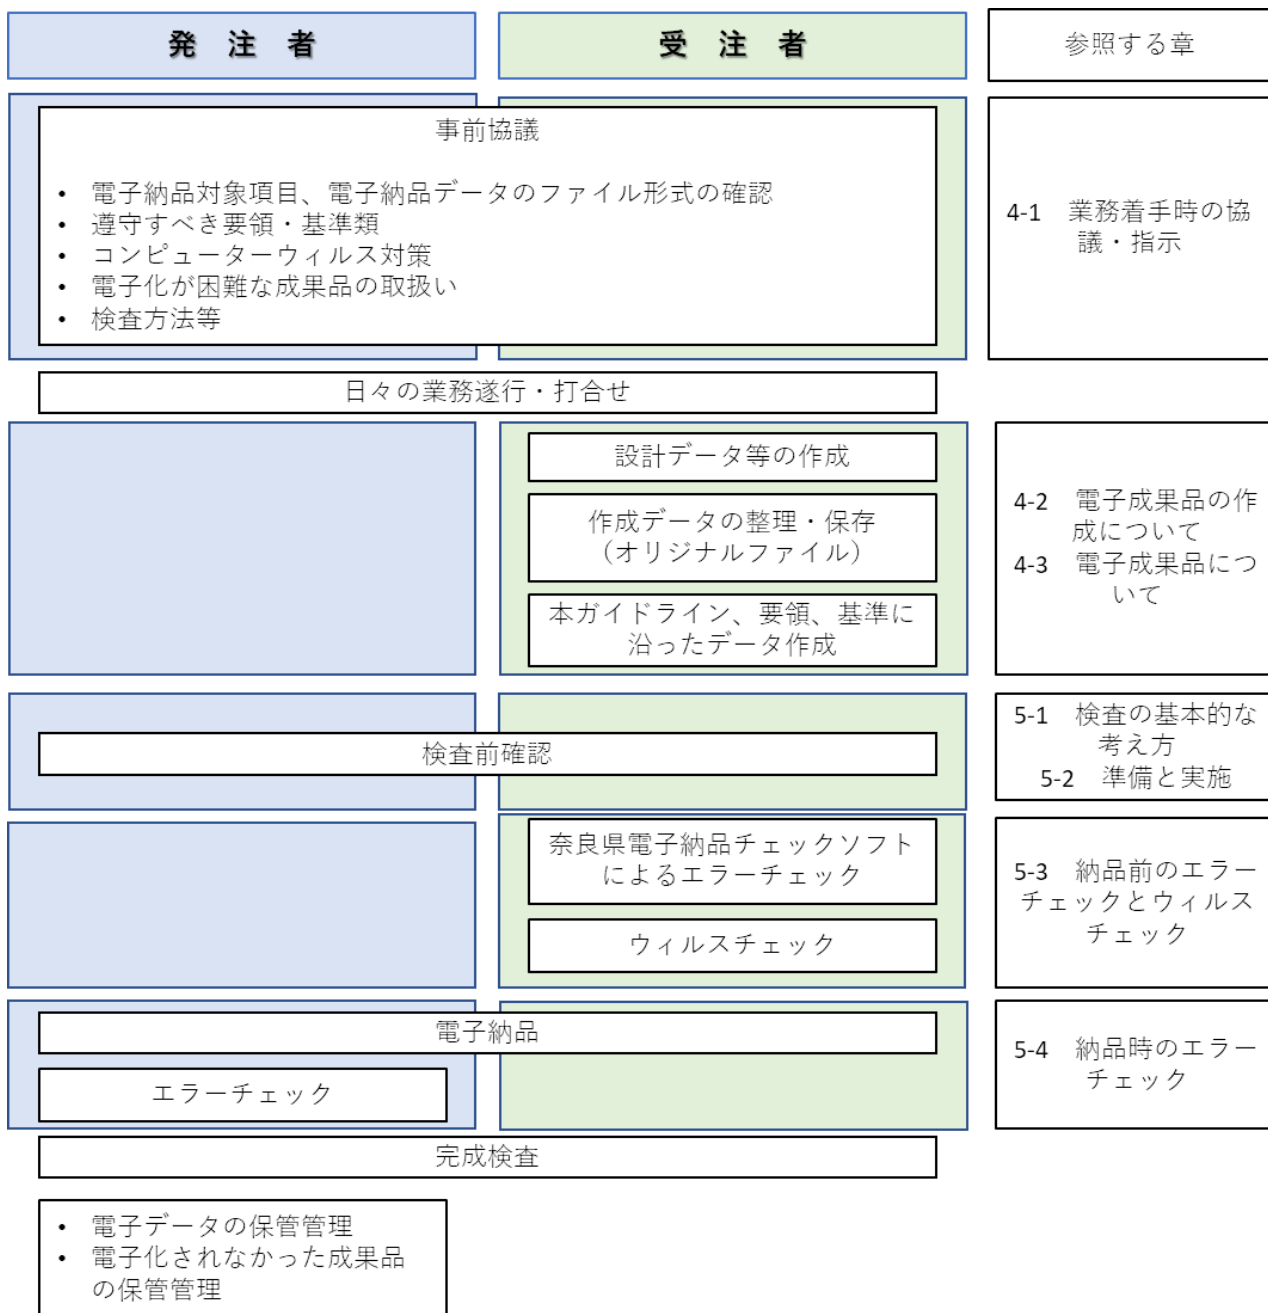 発　注　者
受　注　者
参照する章
事前協議
• 電子納品対象項目、電子納品データのファイル形式の確認
• 遵守すべき要領・基準類
• コンピューターウィルス対策
• 電子化が困難な成果品の取扱い
• 検査方法等
4-1　業務着手時の協
議・指示
日々の業務遂行・打合せ
設計データ等の作成
作成データの整理・保存
（オリジナルファイル）
本ガイドライン、要領、基準に
沿ったデータ作成
4-2　電子成果品の作
成について
4-3　電子成果品につ
いて
検査前確認
5-1　検査の基本的な
考え方
5-2　準備と実施
奈良県電子納品チェックソフト
によるエラーチェック
ウィルスチェック
5-3　納品前のエラー
チェックとウィルス
チェック
電子納品
エラーチェック
5-4　納品時のエラー
チェック
完成検査
• 電子データの保管管理
• 電子化されなかった成果品
の保管管理